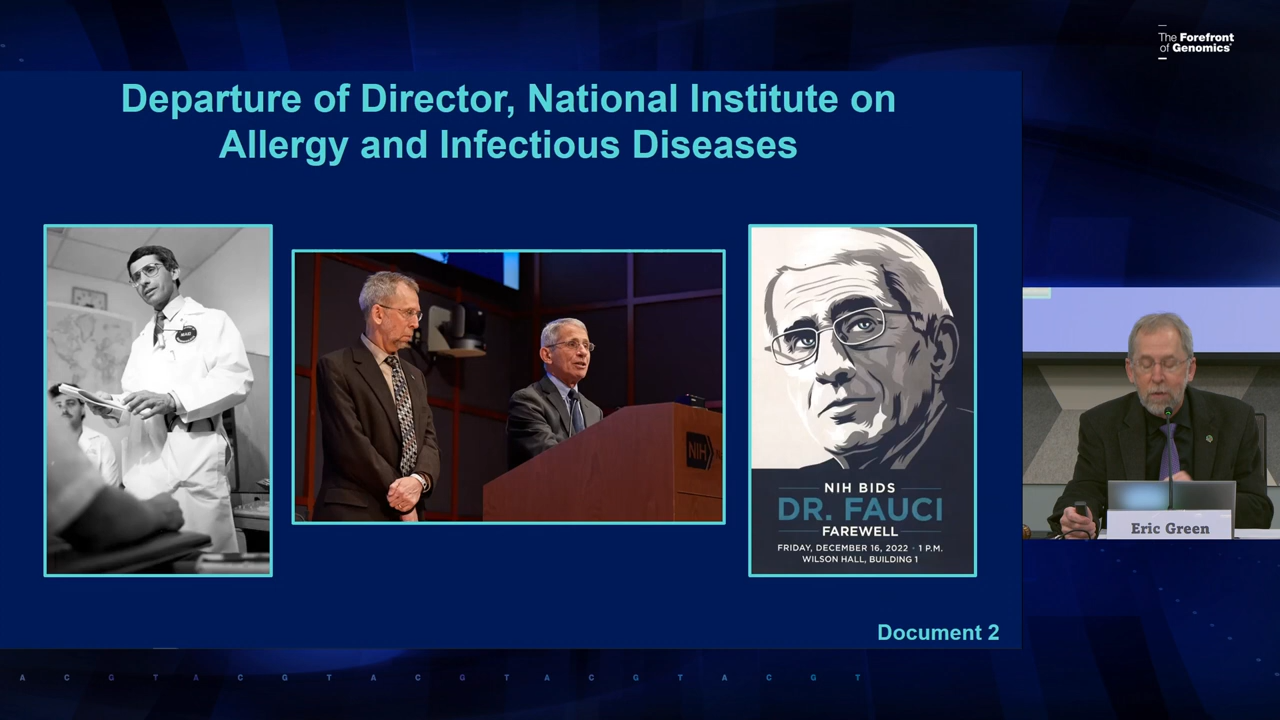 The Forefront
of Genomics®
Departure of Director, National Institute on
Allergy and Infectious Diseases
NIH
NIH BIDS
DR. FAUCI
FAREWELL
FRIDAY, DECEMBER 16, 2022 · 1 P.M.
WILSON HALL, BUILDING 1
Eric Green
Document 2
A C G T A C G T A C G T A C G T A C G T